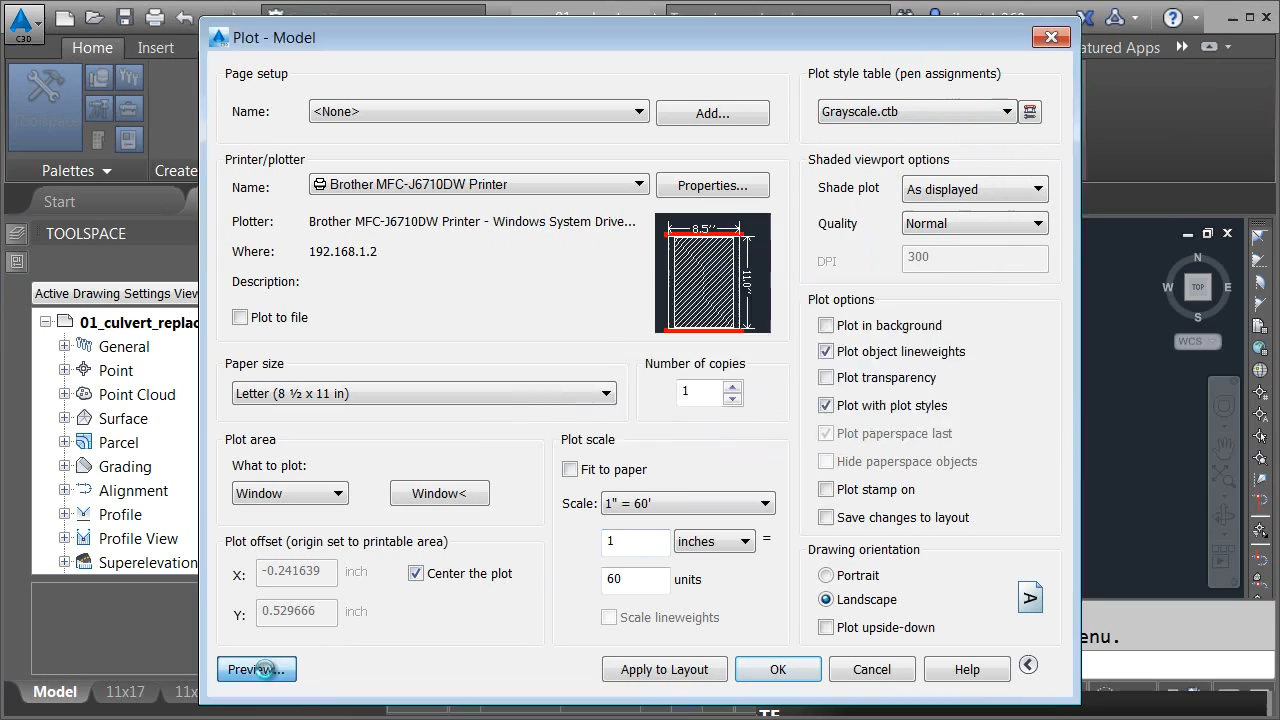 C3D
Home
Insert
atured Apps
Palettes
Create
Start
TOOLSPACE
Active Drawing Settings View
01_culvert_replac
General
Point
Point Cloud
Surface
Parcel
Grading
Alignment
Profile
Profile View
Superelevation
Model
11x17
11x
Plot - Model
Page setup
Name:
<None>
Add...
Printer/plotter
Name:
Brother MFC-J6710DW Printer
Properties...
Plotter:
Brother MFC-J6710DW Printer - Windows System Drive...
Where:
192.168.1.2
Description:
Plot to file
8.5''
11.0''
Paper size
Letter (8 ½ x 11 in)
Number of copies
1
Plot area
What to plot:
Window
Window<
Plot scale
Fit to paper
Scale:
1" = 60'
1
inches
=
60
units
Scale lineweights
Plot offset (origin set to printable area)
X:
-0.241639
inch
Center the plot
Y:
0.529666
inch
Preview...
Apply to Layout
OK
Cancel
Help
Plot style table (pen assignments)
Grayscale.ctb
Shaded viewport options
Shade plot
As displayed
Quality
Normal
DPI
300
Plot options
Plot in background
Plot object lineweights
Plot transparency
Plot with plot styles
Plot paperspace last
Hide paperspace objects
Plot stamp on
Save changes to layout
Drawing orientation
Portrait
Landscape
A
Plot upside-down
N
W
TOP
E
S
WCS
enu.